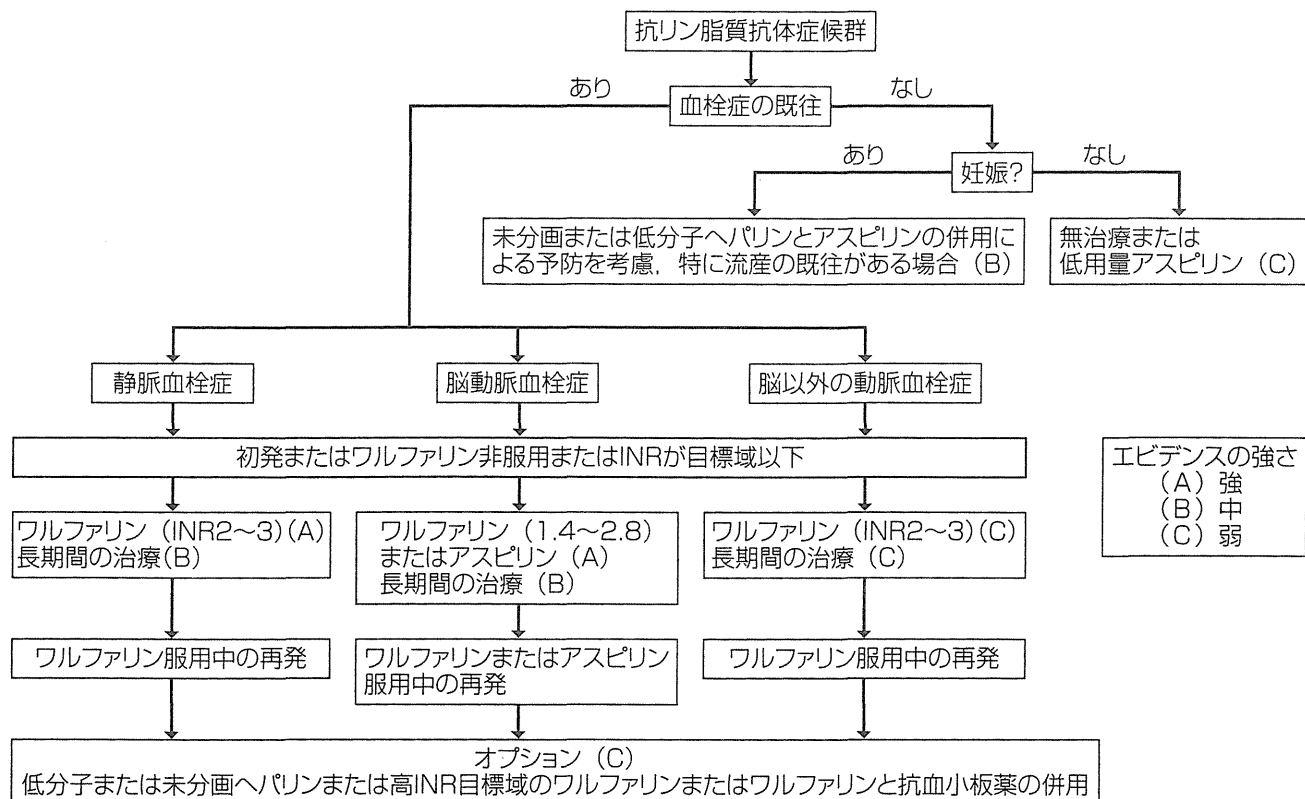 抗リン脂質抗体症候群
あり
血栓症の既往
なし
あり
妊娠?
なし
未分画または低分子ヘパリンとアスピリンの併用に
よる予防を考慮，特に流産の既往がある場合（B）
無治療または
低用量アスピリン（C）
静脈血栓症
脳動脈血栓症
脳以外の動脈血栓症
初発またはワルファリン非服用またはINRが目標域以下
エビデンスの強さ
（A）強
（B）中
（C）弱
ワルファリン（INR2〜3）(A)
長期間の治療(B)
ワルファリン（1.4〜2.8）
またはアスピリン（A）
長期間の治療（B）
ワルファリン（INR2〜3）(C)
長期間の治療（C）
ワルファリン服用中の再発
ワルファリンまたはアスピリン
服用中の再発
ワルファリン服用中の再発
オプション（C）
低分子または未分画ヘパリンまたは高INR目標域のワルファリンまたはワルファリンと抗血小板薬の併用